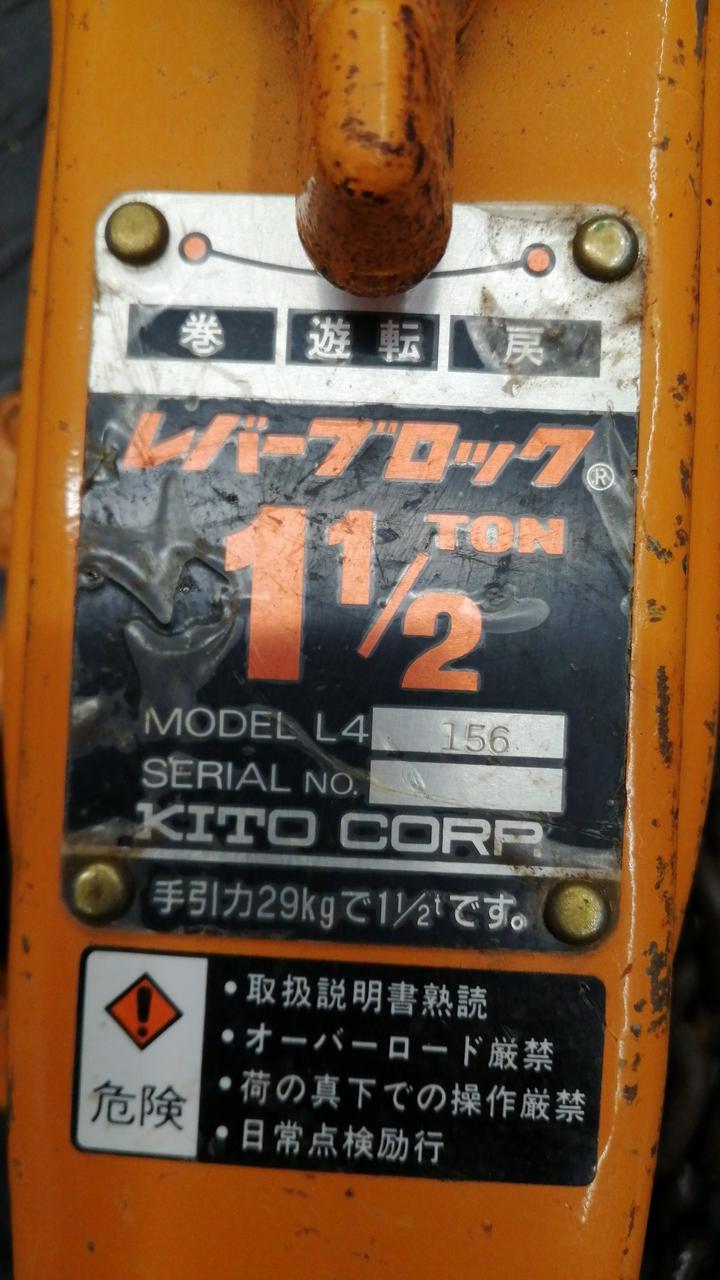 巻 遊転 戻
レバーブロック®
1 1/2 TON
MODEL L4 156
SERIAL NO.
KITO CORP.
手引力29kgで1 1/2tです。
・取扱説明書熟読
・オーバーロード厳禁
・荷の真下での操作厳禁
・日常点検励行
危険